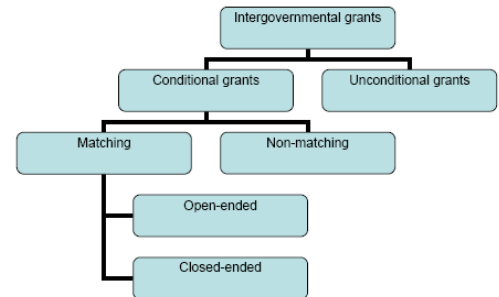 Intergovernmental grants
Conditional grants
Unconditional grants
Matching
Non-matching
Open-ended
Closed-ended